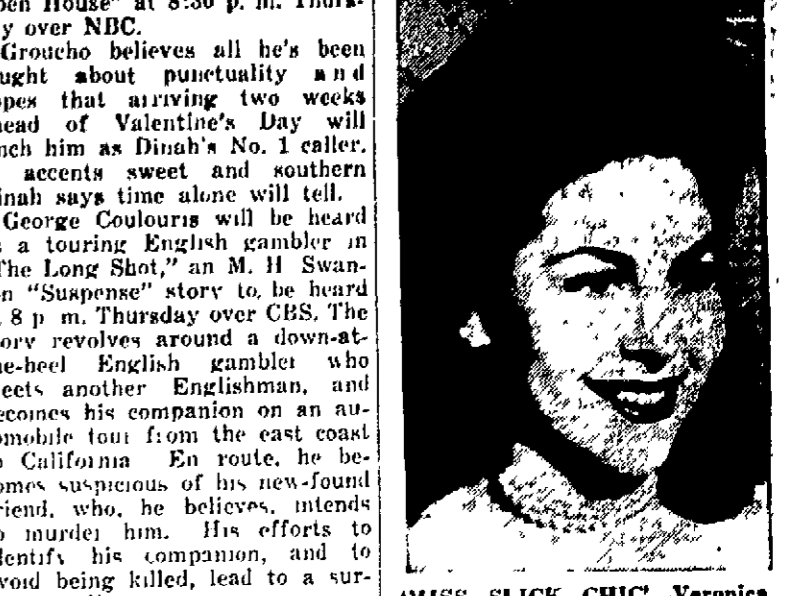 pen House" at 8:30 p. m. Thurs-
y over NBC.
Groucho believes all he's been
ught about punctuality and
opes that arriving two weeks
head of Valentine's Day will
nch him as Dinah's No. 1 caller.
accents sweet and southern
inah says time alone will tell.
George Coulouris will be heard
s a touring English gambler in
The Long Shot," an M. H Swan-
n "Suspense" story to, be heard
8 p m. Thursday over CBS. The
ory revolves around a down-at-
he-heel English gambler who
eets another Englishman, and
ecomes his companion on an au-
omobile tour from the east coast
o California En route, he be-
omes suspicious of his new-found
riend, who, he believes, intends
o murder him. His efforts to
dentify his companion, and to
void being killed, lead to a sur-
'MISS SLICK CHIC' Veronica